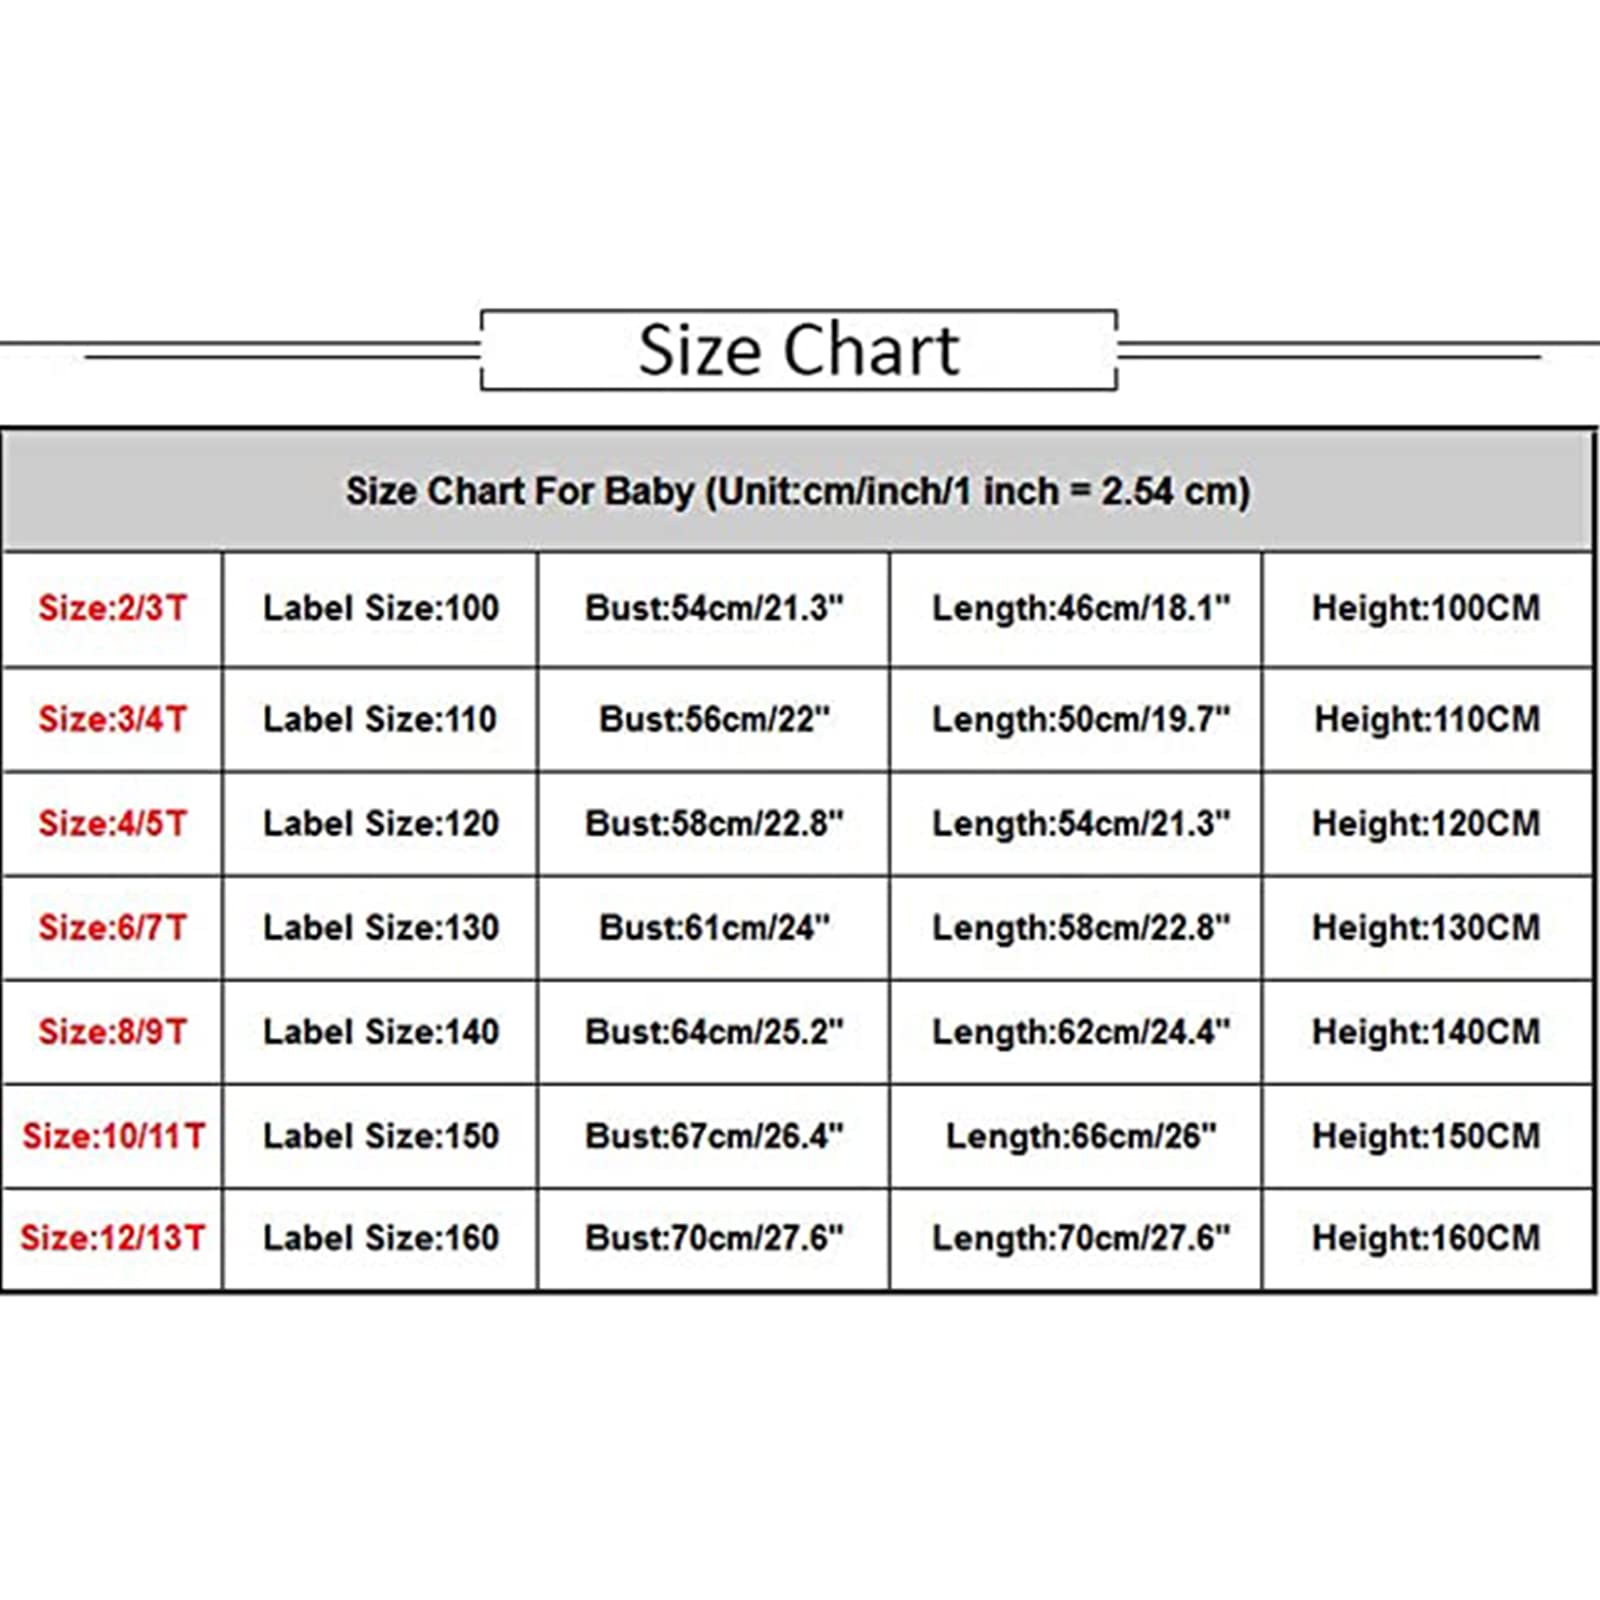 Size Chart
Size Chart For Baby (Unit:cm/inch/1 inch = 2.54 cm)
Size:2/3T Label Size:100 Bust:54cm/21.3" Length:46cm/18.1" Height:100CM
Size:3/4T Label Size:110 Bust:56cm/22" Length:50cm/19.7" Height:110CM
Size:4/5T Label Size:120 Bust:58cm/22.8" Length:54cm/21.3" Height:120CM
Size:6/7T Label Size:130 Bust:61cm/24" Length:58cm/22.8" Height:130CM
Size:8/9T Label Size:140 Bust:64cm/25.2" Length:62cm/24.4" Height:140CM
Size:10/11T Label Size:150 Bust:67cm/26.4" Length:66cm/26" Height:150CM
Size:12/13T Label Size:160 Bust:70cm/27.6" Length:70cm/27.6" Height:160CM